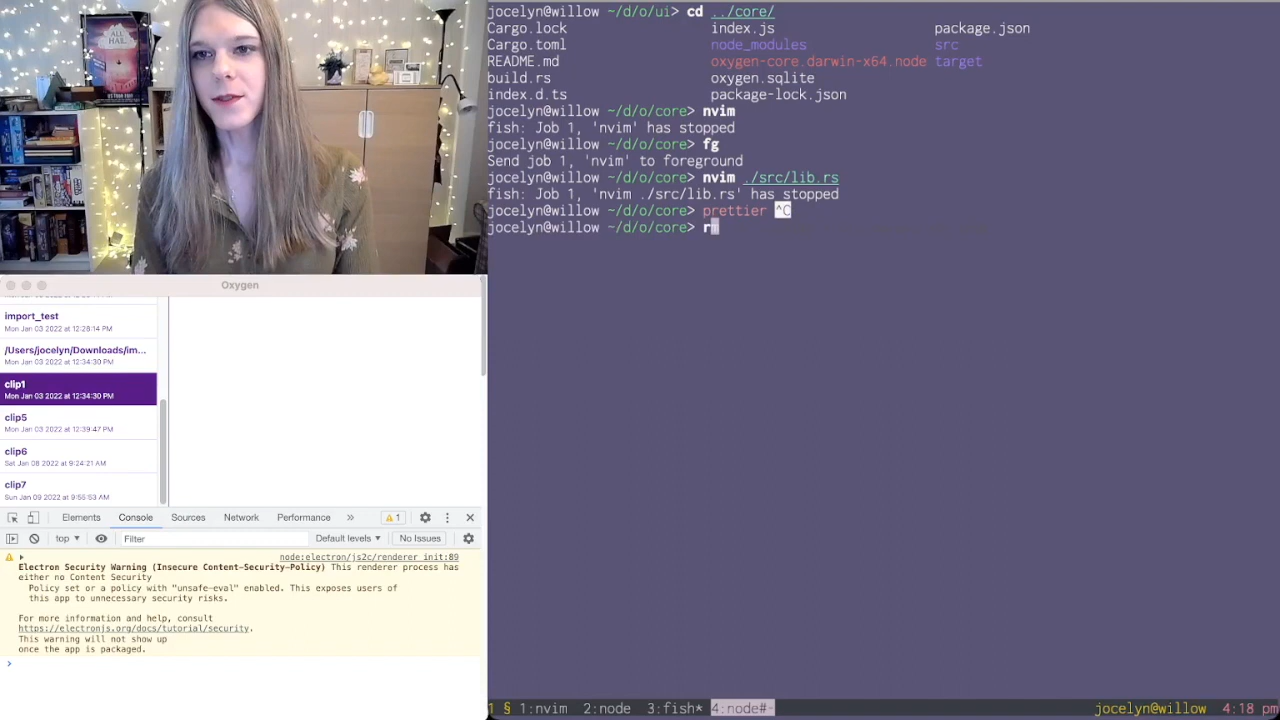 ALL HAIL
jocelyn@willow ~/d/o/ui> cd ../core/
Cargo.lock index.js package.json
Cargo.toml node_modules src
README.md oxygen-core.darwin-x64.node target
build.rs oxygen.sqlite
index.d.ts package-lock.json
jocelyn@willow ~/d/o/core> nvim
fish: Job 1, 'nvim' has stopped
jocelyn@willow ~/d/o/core> fg
Send job 1, 'nvim' to foreground
jocelyn@willow ~/d/o/core> nvim ./src/lib.rs
fish: Job 1, 'nvim ./src/lib.rs' has stopped
jocelyn@willow ~/d/o/core> prettier ^C
jocelyn@willow ~/d/o/core> rm
Oxygen
import_test
Mon Jan 03 2022 at 12:28:14 PM
/Users/jocelyn/Downloads/im...
Mon Jan 03 2022 at 12:34:30 PM
clip1
Mon Jan 03 2022 at 12:34:30 PM
clip5
Mon Jan 03 2022 at 12:39:47 PM
clip6
Sat Jan 08 2022 at 9:24:21 AM
clip7
Sun Jan 09 2022 at 9:55:53 AM
Elements Console Sources Network Performance » 1
top Filter Default levels No Issues
node:electron/js2c/renderer_init:89
Electron Security Warning (Insecure Content-Security-Policy) This renderer process has
either no Content Security
Policy set or a policy with "unsafe-eval" enabled. This exposes users of
this app to unnecessary security risks.
For more information and help, consult
https://electronjs.org/docs/tutorial/security.
This warning will not show up
once the app is packaged.
>
1 § 1:nvim 2:node 3:fish* 4:node#- jocelyn@willow 4:18 pm